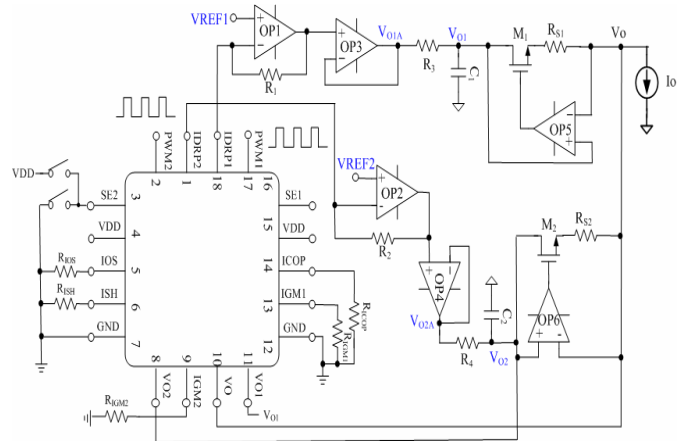 VREF1
+
-
OP1
R1
+
-
OP3
VO1A
R3
VO1
C1
M1
RS1
Vo
Io
-
+
OP5
PWM2
IDRP2
IDRP1
PWM1
2
1
18
17
16
VDD
SE2
3
VDD
4
RIOS
IOS
5
RISH
ISH
6
GND
7
SE1
15
VDD
14
ICOP
13
IGM1
12
GND
RICOP
RIGM1
8
9
10
11
VO2
IGM2
VO
VO1
RIGM2
VO1
VREF2
+
-
OP2
R2
+
-
OP4
VO2A
R4
C2
VO2
M2
RS2
OP6
+
-